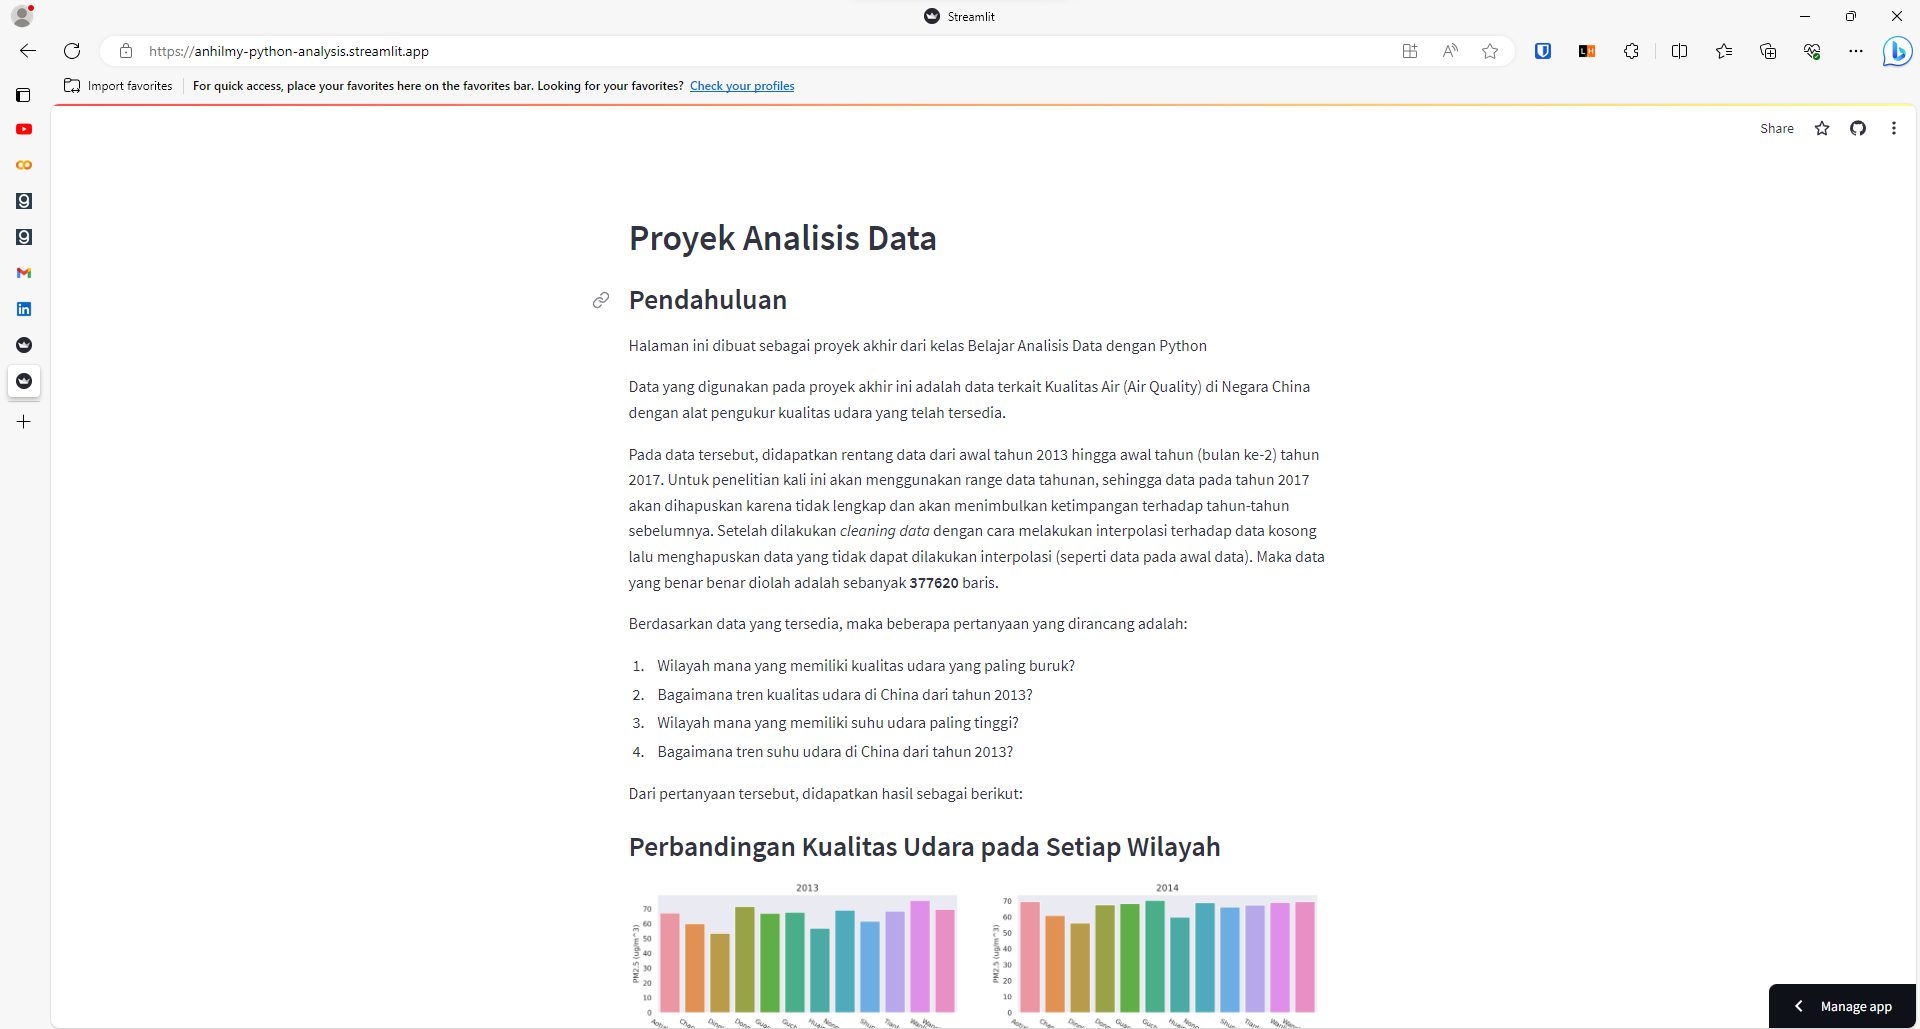 Streamlit
https://anhilmy-python-analysis.streamlit.app
Import favorites
For quick access, place your favorites here on the favorites bar. Looking for your favorites? Check your profiles
Share
Proyek Analisis Data
Pendahuluan
Halaman ini dibuat sebagai proyek akhir dari kelas Belajar Analisis Data dengan Python
Data yang digunakan pada proyek akhir ini adalah data terkait Kualitas Air (Air Quality) di Negara China
dengan alat pengukur kualitas udara yang telah tersedia.
Pada data tersebut, didapatkan rentang data dari awal tahun 2013 hingga awal tahun (bulan ke-2) tahun
2017. Untuk penelitian kali ini akan menggunakan range data tahunan, sehingga data pada tahun 2017
akan dihapuskan karena tidak lengkap dan akan menimbulkan ketimpangan terhadap tahun-tahun
sebelumnya. Setelah dilakukan cleaning data dengan cara melakukan interpolasi terhadap data kosong
lalu menghapuskan data yang tidak dapat dilakukan interpolasi (seperti data pada awal data). Maka data
yang benar benar diolah adalah sebanyak 377620 baris.
Berdasarkan data yang tersedia, maka beberapa pertanyaan yang dirancang adalah:
1. Wilayah mana yang memiliki kualitas udara yang paling buruk?
2. Bagaimana tren kualitas udara di China dari tahun 2013?
3. Wilayah mana yang memiliki suhu udara paling tinggi?
4. Bagaimana tren suhu udara di China dari tahun 2013?
Dari pertanyaan tersebut, didapatkan hasil sebagai berikut:
Perbandingan Kualitas Udara pada Setiap Wilayah
2013
PM2.5 (ug/m^3)
70
60
50
40
30
20
10
0
2014
PM2.5 (ug/m^3)
70
60
50
40
30
20
10
0
Manage app